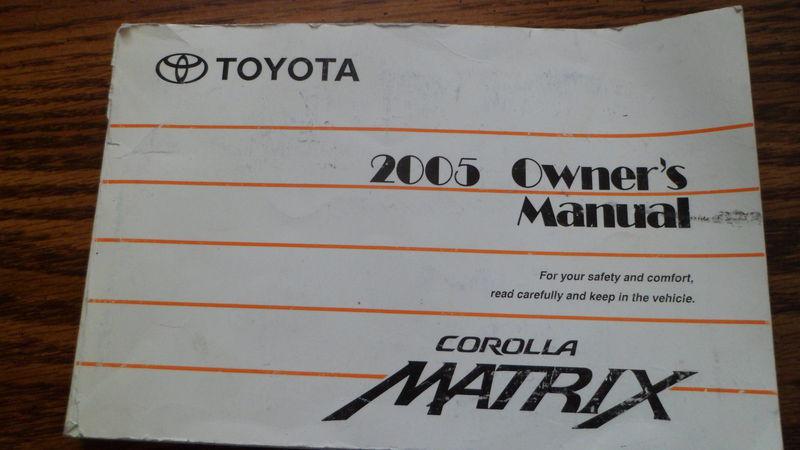 TOYOTA
2005 Owner's
Manual
For your safety and comfort,
read carefully and keep in the vehicle.
COROLLA
MATRIX